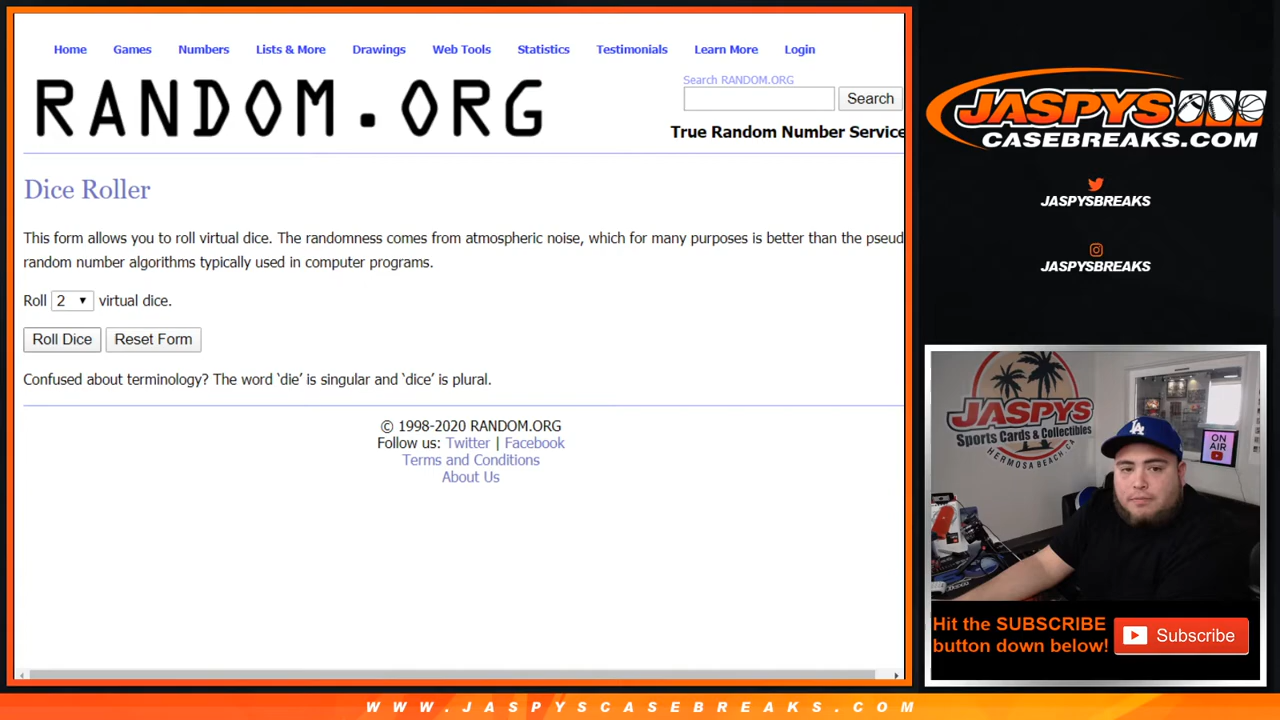 Home Games Numbers Lists & More Drawings Web Tools Statistics Testimonials Learn More Login
RANDOM.ORG
Search RANDOM.ORG
Search
True Random Number Service
Dice Roller
This form allows you to roll virtual dice. The randomness comes from atmospheric noise, which for many purposes is better than the pseud
random number algorithms typically used in computer programs.
Roll 2 virtual dice.
Roll Dice Reset Form
Confused about terminology? The word ‘die’ is singular and ‘dice’ is plural.
© 1998-2020 RANDOM.ORG
Follow us: Twitter | Facebook
Terms and Conditions
About Us
JASPYS
CASEBREAKS.COM
JASPYSBREAKS
JASPYSBREAKS
JASPYS
Sports Cards & Collectibles
HERMOSA BEACH CA
LA
ON
AIR
Hit the SUBSCRIBE
button down below!
Subscribe
WWW.JASPYSCASEBREAKS.COM